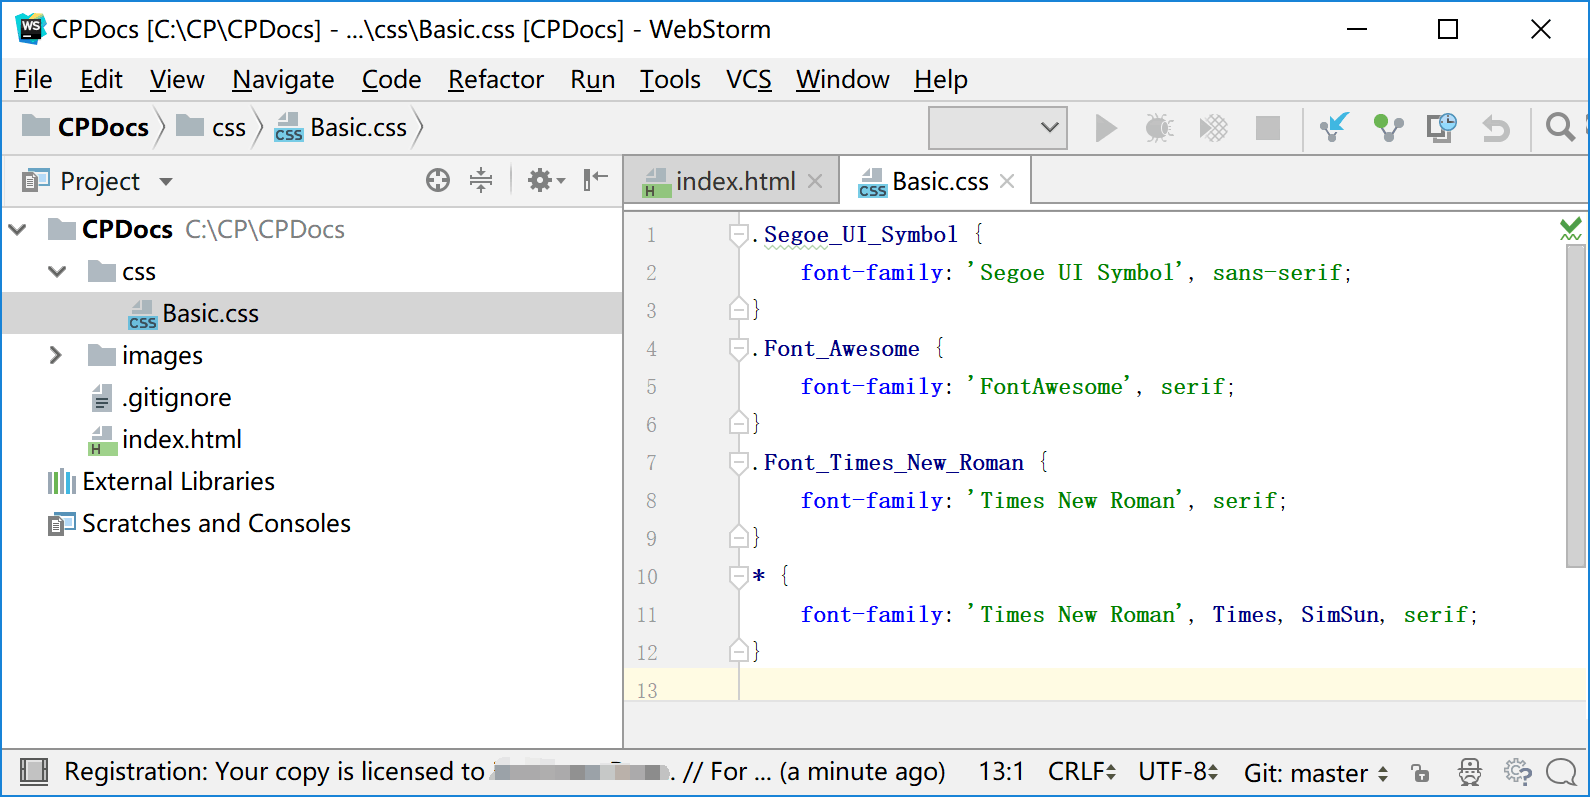 CPDocs [C:\CP\CPDocs] - ...\css\Basic.css [CPDocs] - WebStorm
File Edit View Navigate Code Refactor Run Tools VCS Window Help
CPDocs css Basic.css
Project
index.html Basic.css
CPDocs C:\CP\CPDocs
css
Basic.css
images
.gitignore
index.html
External Libraries
Scratches and Consoles
1 .Segoe_UI_Symbol {
2 font-family: 'Segoe UI Symbol', sans-serif;
3 }
4 .Font_Awesome {
5 font-family: 'FontAwesome', serif;
6 }
7 .Font_Times_New_Roman {
8 font-family: 'Times New Roman', serif;
9 }
10 * {
11 font-family: 'Times New Roman', Times, SimSun, serif;
12 }
13
Registration: Your copy is licensed to . // For ... (a minute ago) 13:1 CRLF UTF-8 Git: master